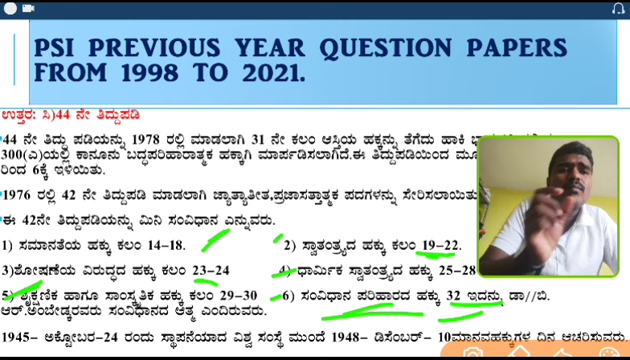 PSI PREVIOUS YEAR QUESTION PAPERS
FROM 1998 TO 2021.
ಉತ್ತರ: ಸಿ)44 ನೇ ತಿದ್ದುಪಡಿ
44 ನೇ ತಿದ್ದು ಪಡಿಯನ್ನು 1978 ರಲ್ಲಿ ಮಾಡಲಾಗಿ 31 ನೇ ಕಲಂ ಆಸ್ತಿಯ ಹಕ್ಕನ್ನು ತೆಗೆದು ಹಾಕಿ
300(ಎ)ಯಲ್ಲಿ ಕಾನೂನು ಬದ್ಧಪರಿಹಾರಾತ್ಮಕ ಹಕ್ಕಾಗಿ ಮಾರ್ಪಡಿಸಲಾಗಿದೆ.ಈ ತಿದ್ದುಪಡಿಯಿಂದ
ರಿಂದ 6ಕ್ಕೆ ಇಳಿಯಿತು.
1976 ರಲ್ಲಿ 42 ನೇ ತಿದ್ದುಪಡಿ ಮಾಡಲಾಗಿ ಜ್ಯಾತ್ಯಾತೀತ,ಪ್ರಜಾಸತ್ತಾತ್ಮಕ ಪದಗಳನ್ನು ಸೇರಿಸಲಾಯಿತು
ಈ 42ನೇ ತಿದ್ದುಪಡಿಯನ್ನು ಮಿನಿ ಸಂವಿಧಾನ ಎನ್ನುವರು.
1) ಸಮಾನತೆಯ ಹಕ್ಕು ಕಲಂ 14-18. 2) ಸ್ವಾತಂತ್ರ್ಯದ ಹಕ್ಕು ಕಲಂ 19-22.
3)ಶೋಷಣೆಯ ವಿರುದ್ಧದ ಹಕ್ಕು ಕಲಂ 23-24 4) ಧಾರ್ಮಿಕ ಸ್ವಾತಂತ್ರ್ಯದ ಹಕ್ಕು 25-28
5) ಶೈಕ್ಷಣಿಕ ಹಾಗೂ ಸಾಂಸ್ಕೃತಿಕ ಹಕ್ಕು ಕಲಂ 29-30 6) ಸಂವಿಧಾನ ಪರಿಹಾರದ ಹಕ್ಕು 32 ಇದನ್ನು ಡಾ//ಬಿ.
ಆರ್.ಅಂಬೇಡ್ಕರವರು ಸಂವಿಧಾನದ ಆತ್ಮ ಎಂದಿರುವರು.
1945- ಅಕ್ಟೋಬರ-24 ರಂದು ಸ್ಥಾಪನೆಯಾದ ವಿಶ್ವ ಸಂಸ್ಥೆ ಮುಂದೆ 1948- ಡಿಸೆಂಬರ್- 10ಮಾನವಹಕ್ಕುಗಳ ದಿನ ಆಚರಿಸುವರು.